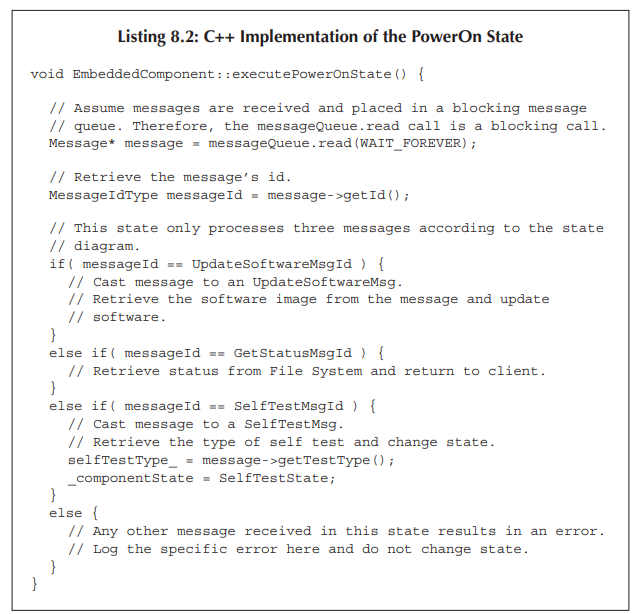 Listing 8.2: C++ Implementation of the PowerOn State
void EmbeddedComponent::executePowerOnState() {
// Assume messages are received and placed in a blocking message
// queue. Therefore, the messageQueue.read call is a blocking call.
Message* message = messageQueue.read(WAIT_FOREVER);
// Retrieve the message's id.
MessageIdType messageId = message->getId();
// This state only processes three messages according to the state
// diagram.
if( messageId == UpdateSoftwareMsgId ) {
// Cast message to an UpdateSoftwareMsg.
// Retrieve the software image from the message and update
// software.
}
else if( messageId == GetStatusMsgId ) {
// Retrieve status from File System and return to client.
}
else if( messageId == SelfTestMsgId ) {
// Cast message to a SelfTestMsg.
// Retrieve the type of self test and change state.
selfTestType_ = message->getTestType();
_componentState = SelfTestState;
}
else {
// Any other message received in this state results in an error.
// Log the specific error here and do not change state.
}
}